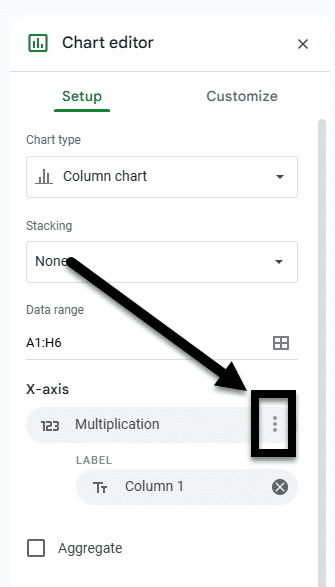 Chart editor
Setup Customize
Chart type
Column chart
Stacking
None
Data range
A1:H6
X-axis
123 Multiplication
LABEL
Tт Column 1
Aggregate